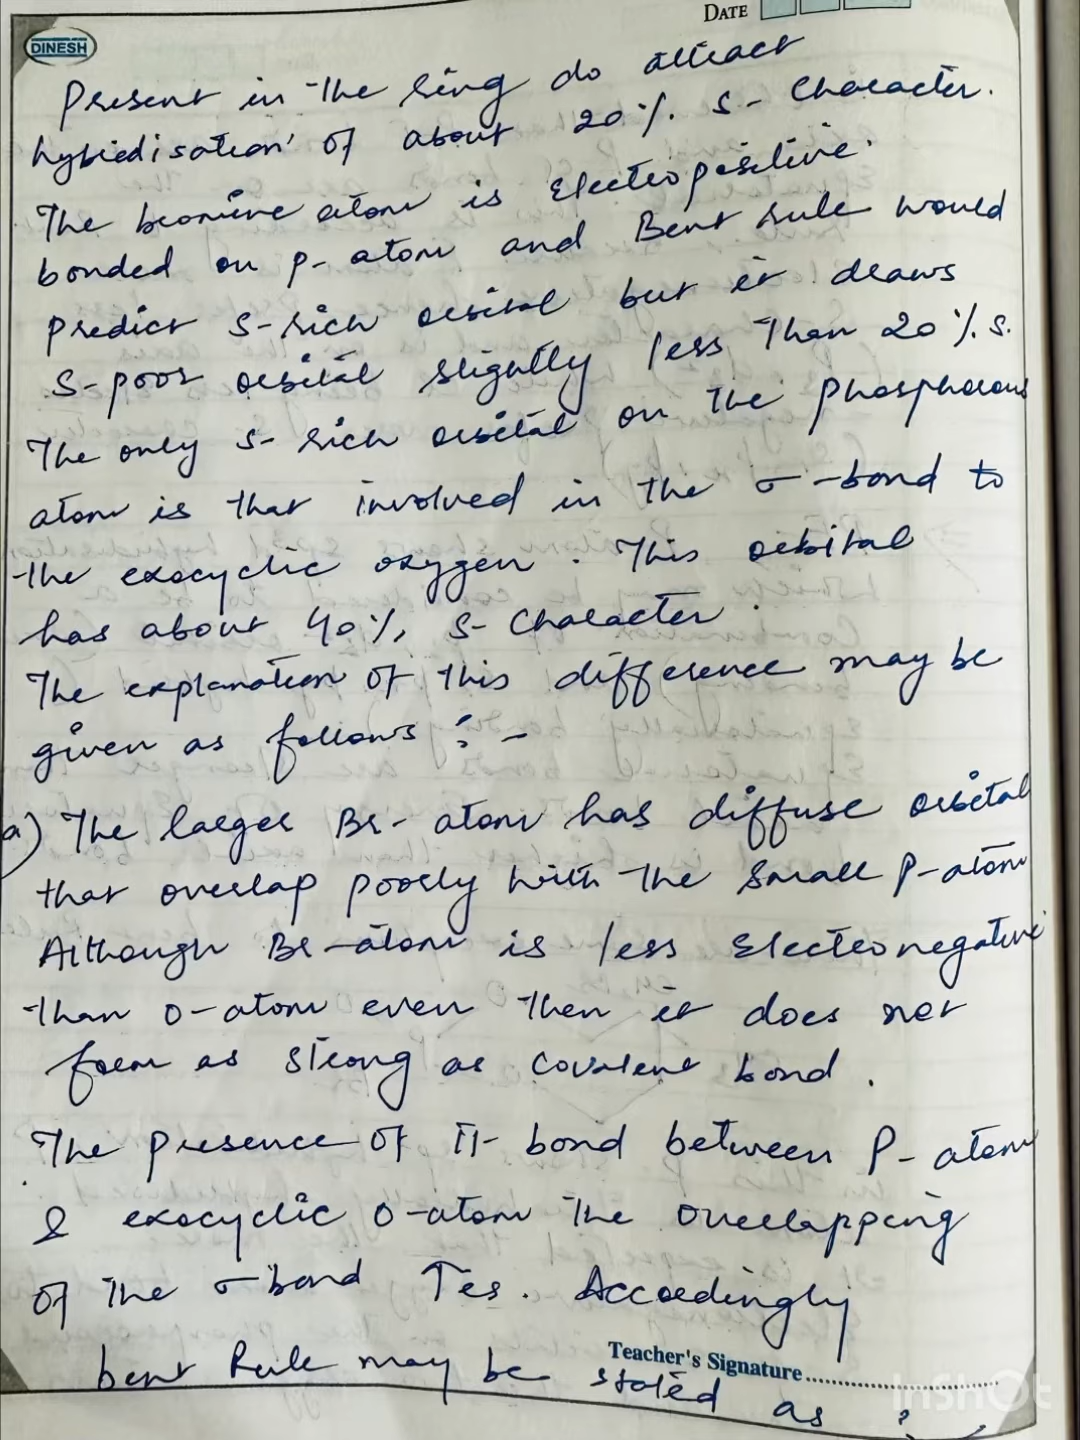 DATE
DINESH
Present in the ring do attract
hybridisation of about 20%. s- Character.
The bromine atom is Electropositive.
bonded on p- atom and Bent rule would
predict S-rich orbital but it draws
S-poor orbital slightly less than 20%. s.
The only s- rich orbital on the phosphorous
atom is that involved in the σ-bond to
the exocyclic oxygen. This orbital
has about 40%, s- Character.
The explanation of this difference may be
given as follows : -
a) The larger Br- atom has diffuse orbital
that overlap poorly with the small P-atom
Although Br-atom is less Electronegative
than O-atom even then it does not
form as strong as covalent bond.
The presence of π- bond between P- atom
& exocyclic O-atom the overlapping
of the σ-bond Tes. Accordingly
bent Rule may be stated as :
Teacher's Signature
InShOt